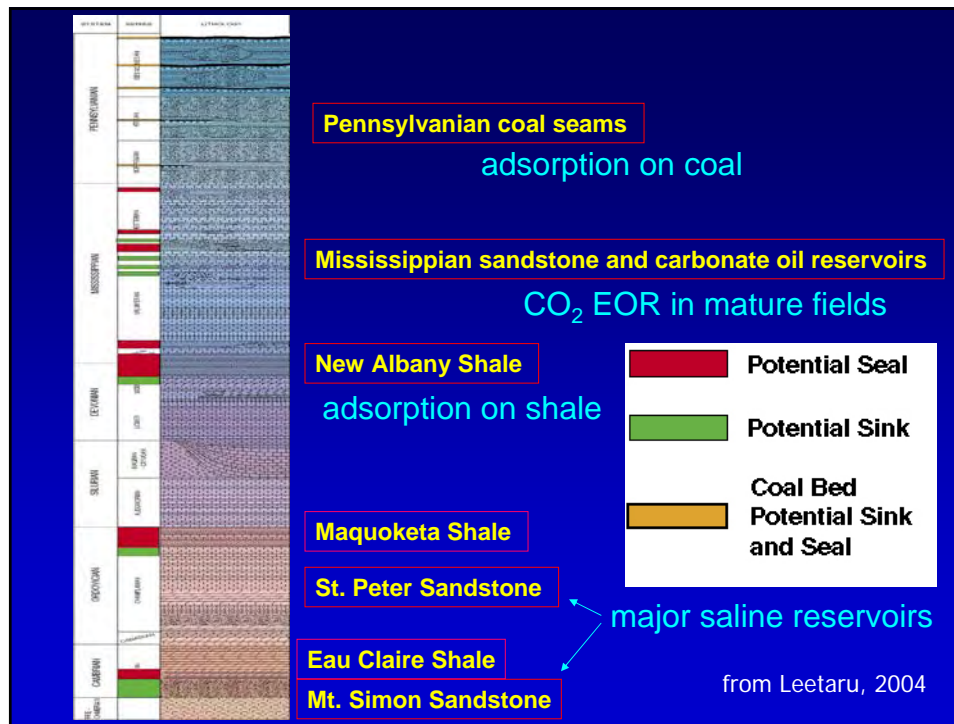 PENNSYLVANIAN
Pennsylvanian coal seams
adsorption on coal
MISSISSIPPIAN
Mississippian sandstone and carbonate oil reservoirs
CO₂ EOR in mature fields
New Albany Shale
adsorption on shale
DEVONIAN
SILURIAN
Potential Seal
Potential Sink
Coal Bed
Potential Sink
and Seal
ORDOVICIAN
Maquoketa Shale
St. Peter Sandstone
major saline reservoirs
CAMBRIAN
Eau Claire Shale
Mt. Simon Sandstone
from Leetaru, 2004